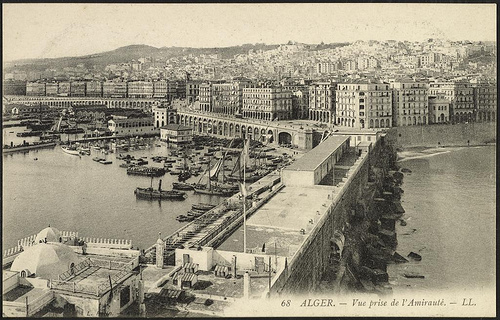 68 ALGER. — Vue prise de l'Amirauté. — LL.